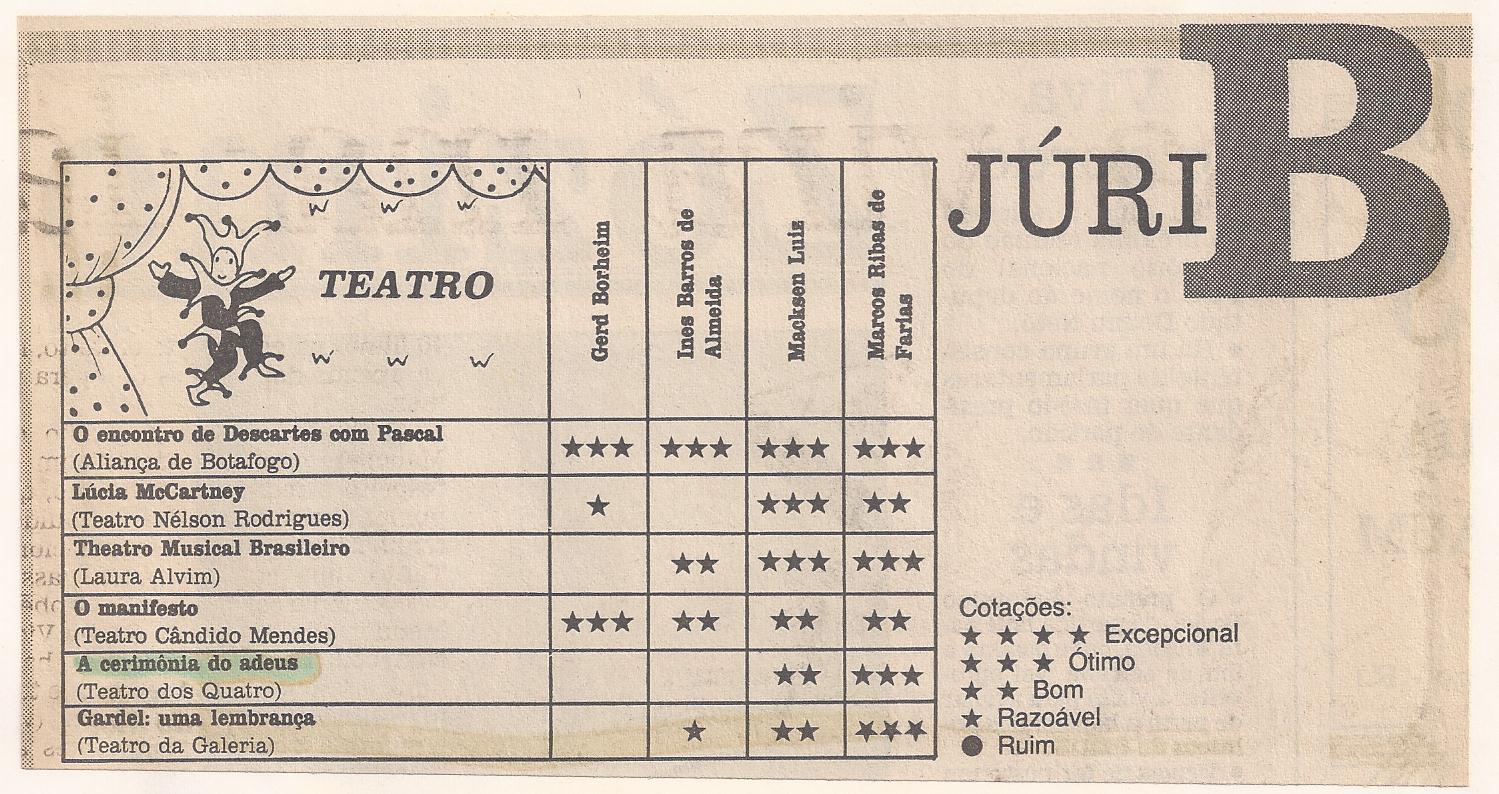 JÚRI B
TEATRO
Gerd Borheim
Ines Barros de
Almeida
Macksen Luiz
Marcos Ribas de
Farias
O encontro de Descartes com Pascal
(Aliança de Botafogo)
★★★ ★★★ ★★★ ★★★
Lúcia McCartney
(Teatro Nélson Rodrigues)
★ ★★★ ★★
Theatro Musical Brasileiro
(Laura Alvim)
★★ ★★★ ★★★
O manifesto
(Teatro Cândido Mendes)
★★★ ★★ ★★ ★★
A cerimônia do adeus
(Teatro dos Quatro)
★★ ★★★
Gardel: uma lembrança
(Teatro da Galeria)
★ ★★ ★★★
Cotações:
★ ★ ★ ★ Excepcional
★ ★ ★ Ótimo
★ ★ Bom
★ Razoável
● Ruim